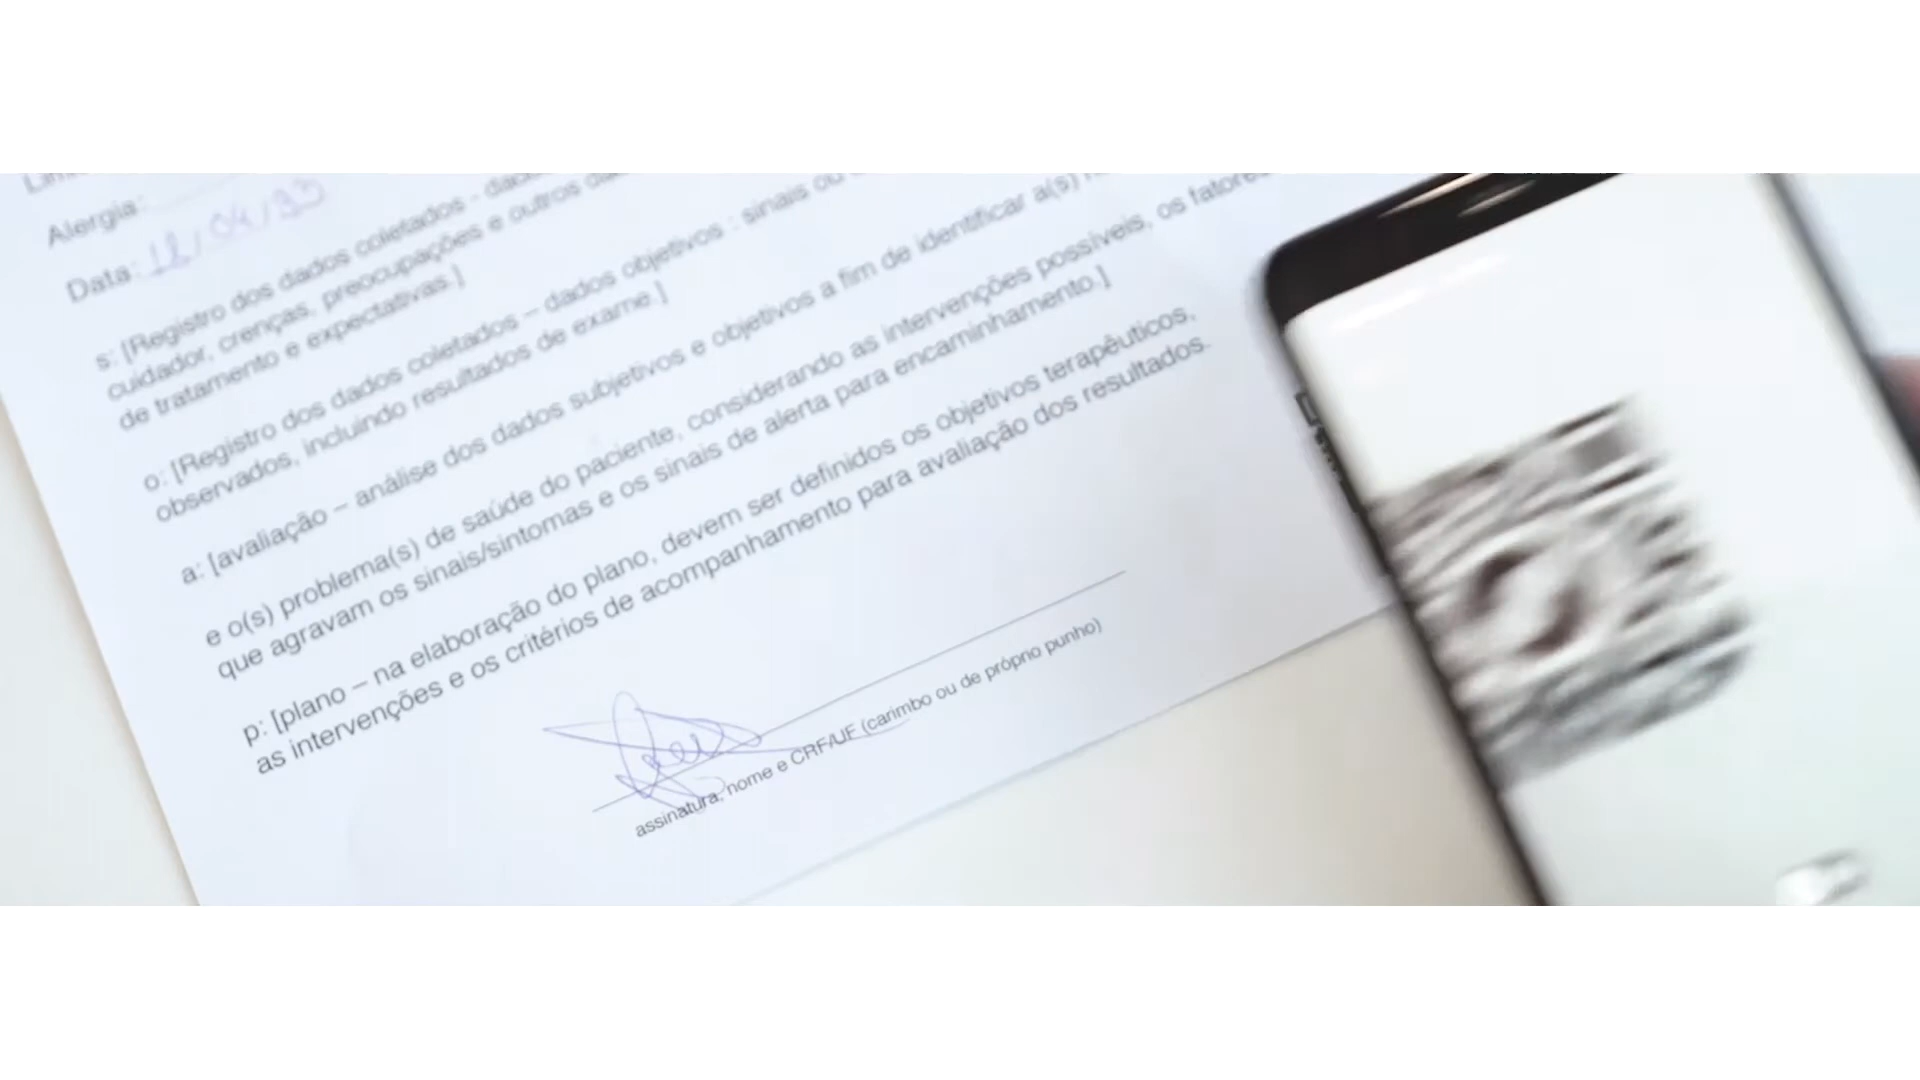 Alergia:
Data: 12/04/93
s: [Registro dos dados coletados - dados
cuidador, crenças, preocupações e outros
de tratamento e expectativas.]
o: [Registro dos dados coletados – dados objetivos : sinais ou
observados, incluindo resultados de exame.]
a: [avaliação – análise dos dados subjetivos e objetivos a fim de identificar a(s)
e o(s) problema(s) de saúde do paciente, considerando as intervenções possíveis, os fatores
que agravam os sinais/sintomas e os sinais de alerta para encaminhamento.]
p: [plano – na elaboração do plano, devem ser definidos os objetivos terapêuticos,
as intervenções e os critérios de acompanhamento para avaliação dos resultados.
assinatura, nome e CRF/UF (carimbo ou de próprio punho)